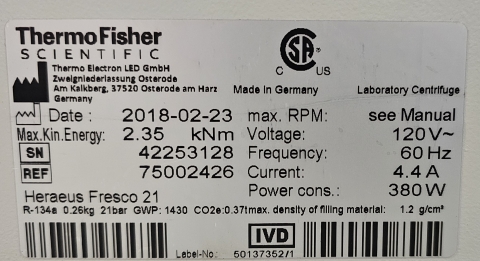 ThermoFisher
SCIENTIFIC
Thermo Electron LED GmbH
Zweigniederlassung Osterode
Am Kalkberg, 37520 Osterode am Harz
Germany
CSA
C US
Made in Germany
Laboratory Centrifuge
Date : 2018-02-23 max. RPM: see Manual
Max.Kin.Energy: 2.35 kNm Voltage: 120V~
SN 42253128 Frequency: 60 Hz
REF 75002426 Current: 4.4 A
Heraeus Fresco 21 Power cons.: 380W
R-134a 0.26kg 21bar GWP: 1430 CO2e:0.37t max. density of filling material: 1.2 g/cm³
IVD
Label-No.: 50137352/1